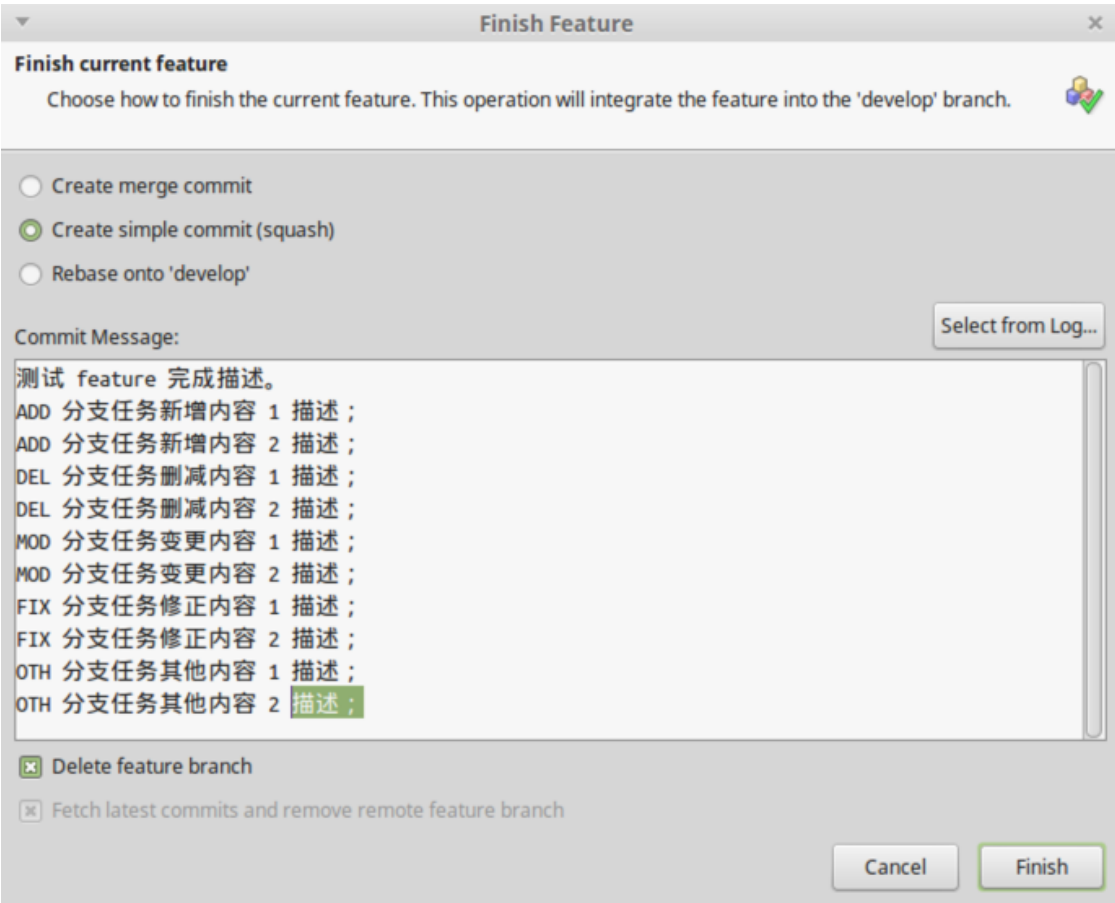 Finish Feature
Finish current feature
Choose how to finish the current feature. This operation will integrate the feature into the 'develop' branch.
Create merge commit
Create simple commit (squash)
Rebase onto 'develop'
Select from Log...
Commit Message:
测试 feature 完成描述。
ADD 分支任务新增内容 1 描述；
ADD 分支任务新增内容 2 描述；
DEL 分支任务删减内容 1 描述；
DEL 分支任务删减内容 2 描述；
MOD 分支任务变更内容 1 描述；
MOD 分支任务变更内容 2 描述；
FIX 分支任务修正内容 1 描述；
FIX 分支任务修正内容 2 描述；
OTH 分支任务其他内容 1 描述；
OTH 分支任务其他内容 2 描述；
Delete feature branch
Fetch latest commits and remove remote feature branch
Cancel
Finish